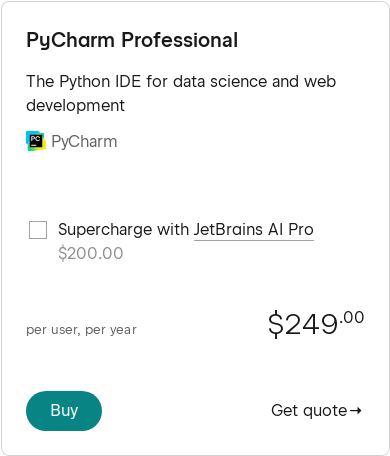 PyCharm Professional
The Python IDE for data science and web
development
PC PyCharm
Supercharge with JetBrains AI Pro
$200.00
per user, per year
$249.00
Buy
Get quote→